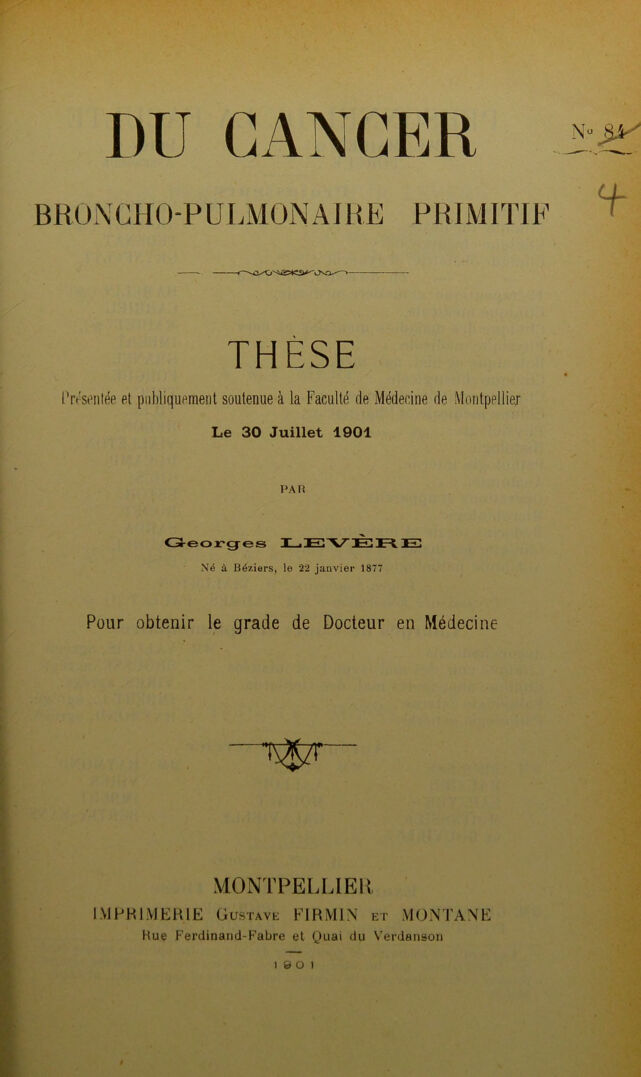 DU CANCER
N° 84
4
BRONCHO-PULMONAIRE PRIMITIF
THÈSE
Présentée et publiquement soutenue à la Faculté de Médecine de Montpellier
Le 30 Juillet 1901
PAR
Georges LEVÈRE
Né à Béziers, le 22 janvier 1877
Pour obtenir le grade de Docteur en Médecine
MONTPELLIER
IMPRIMERIE GUSTAVE FIRMIN ET MONTANE
Rue Ferdinand-Fabre et Quai du Verdanson
1901